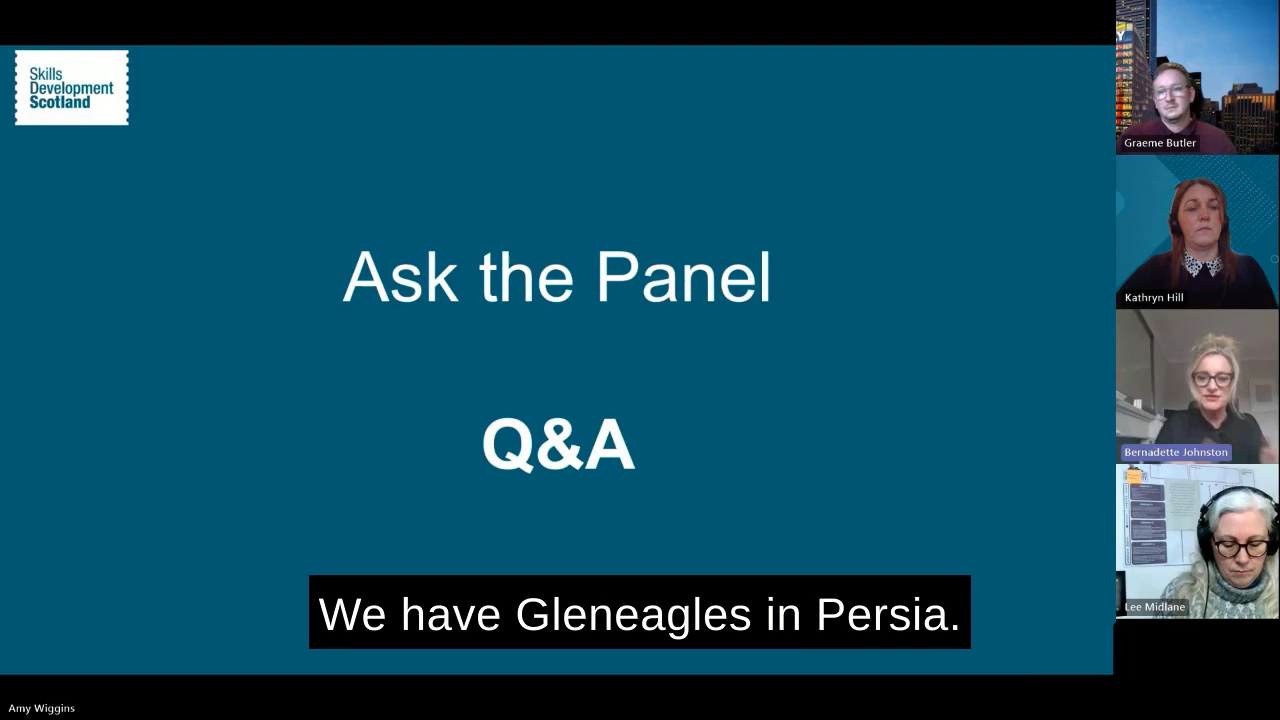 Skills
Development
Scotland
Ask the Panel
Q&A
We have Gleneagles in Persia.
Graeme Butler
Kathryn Hill
Bernadette Johnston
Lee Midlane
Amy Wiggins